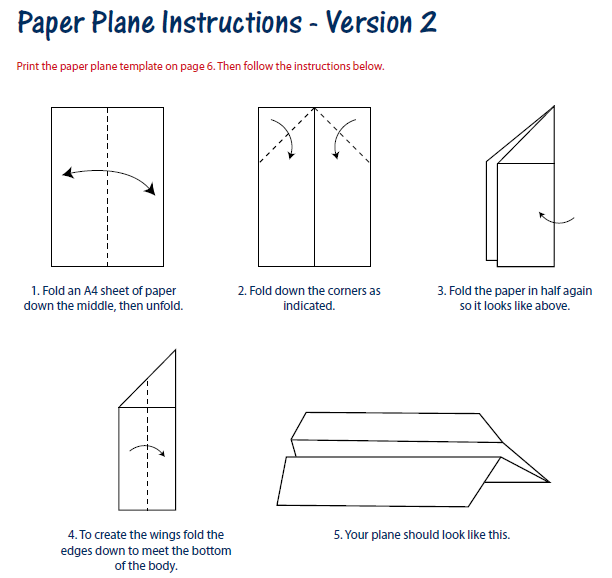 Paper Plane Instructions - Version 2
Print the paper plane template on page 6. Then follow the instructions below.
1. Fold an A4 sheet of paper
down the middle, then unfold.
2. Fold down the corners as
indicated.
3. Fold the paper in half again
so it looks like above.
4. To create the wings fold the
edges down to meet the bottom
of the body.
5. Your plane should look like this.